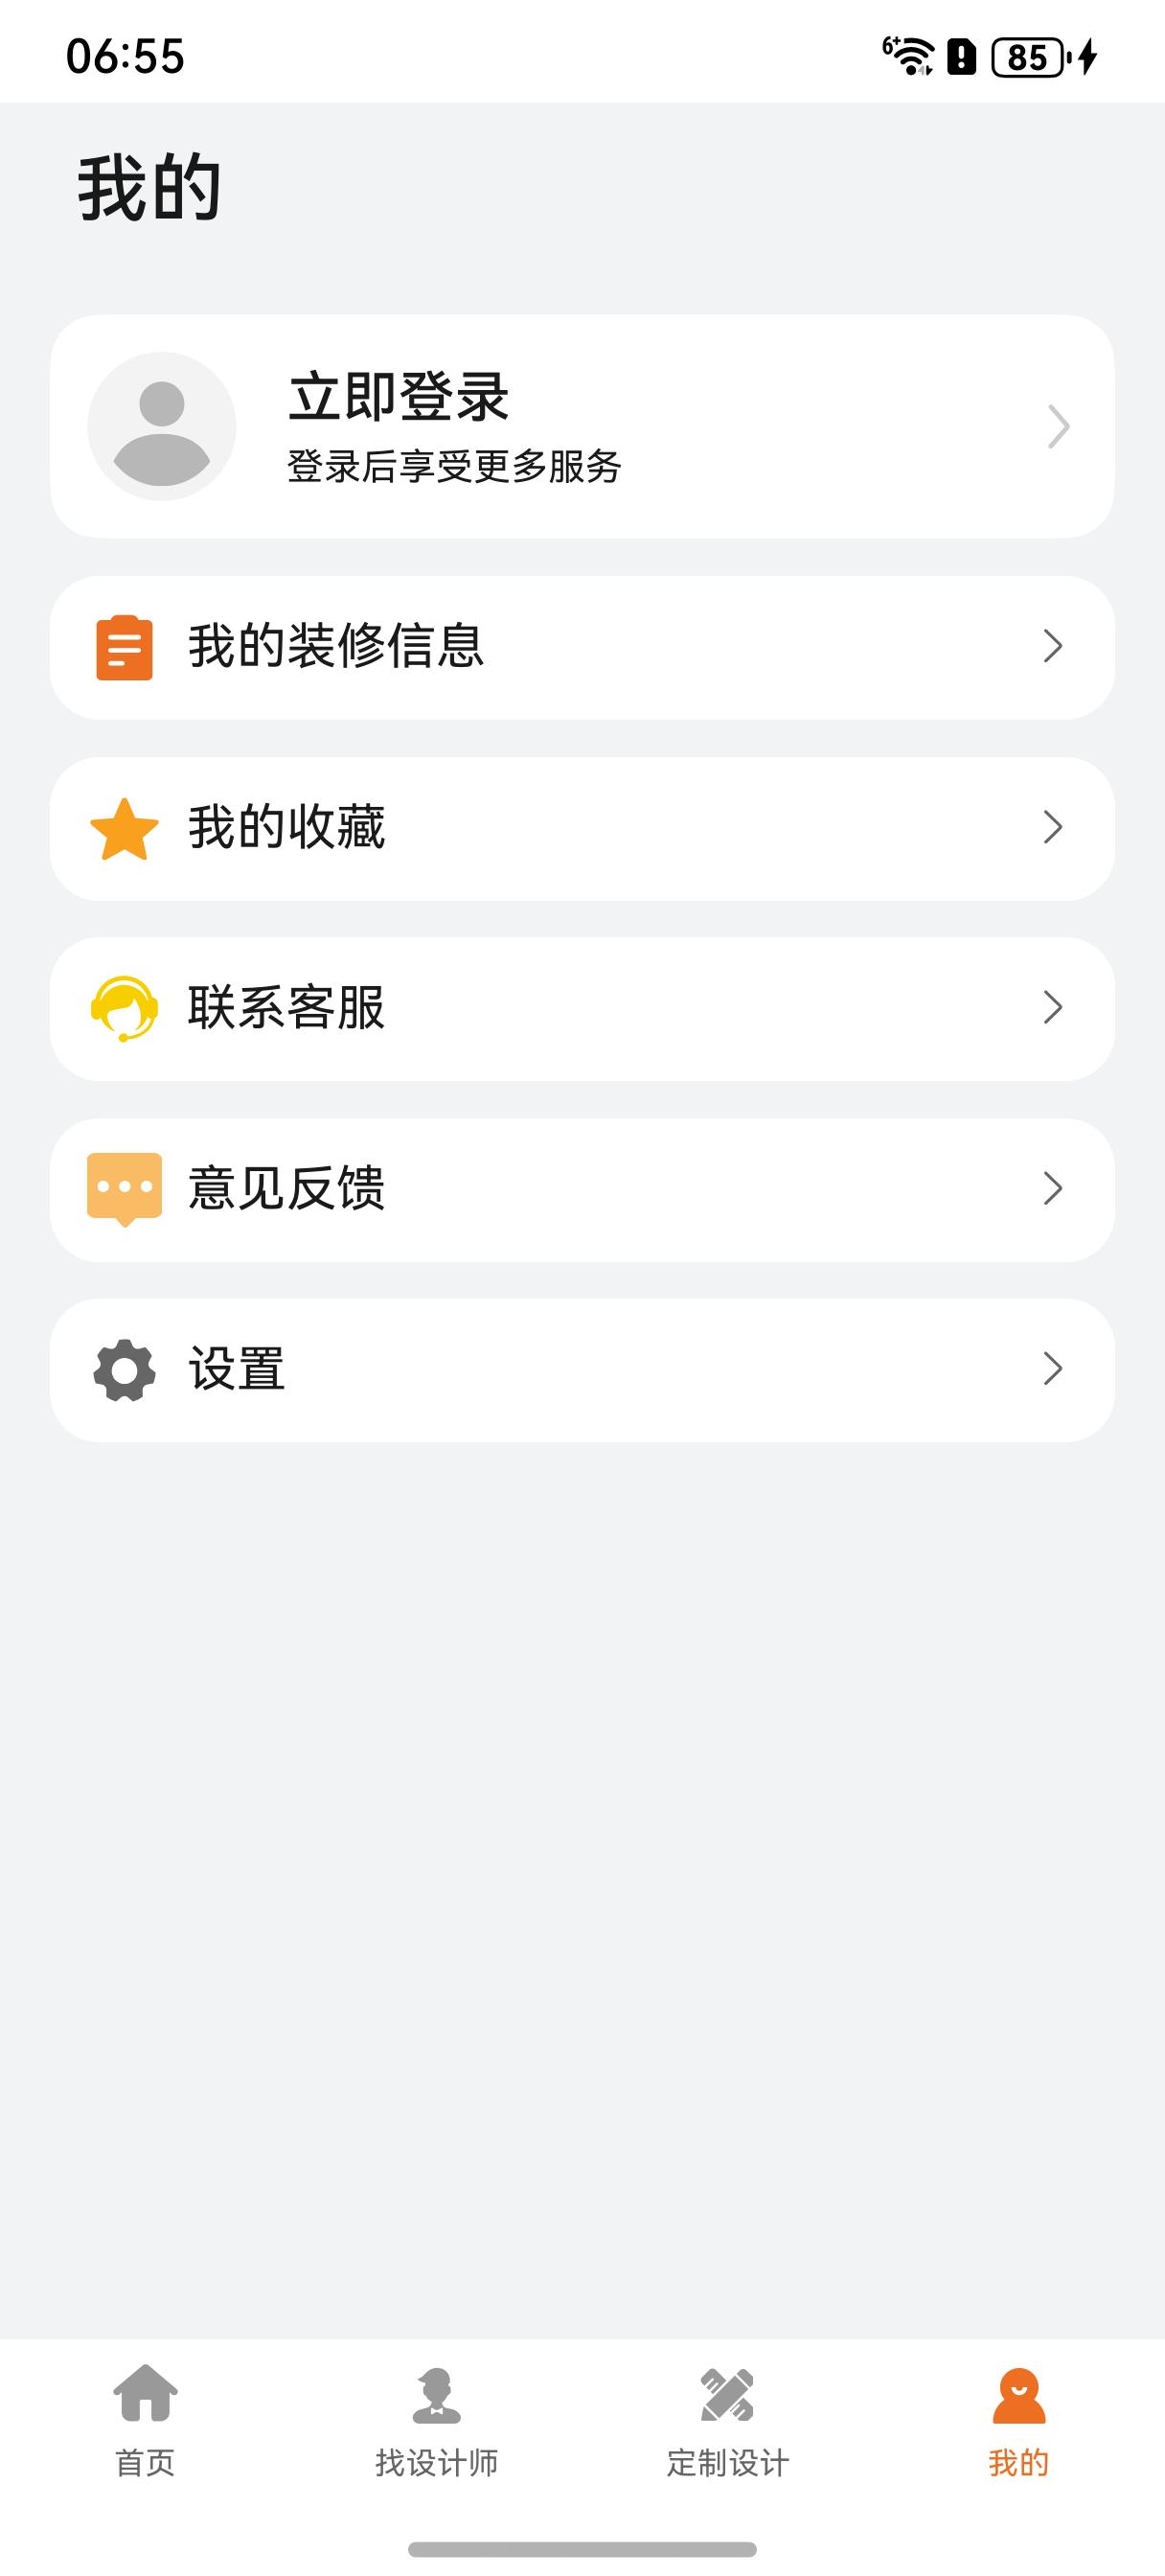 06:55
6+
85
我的
立即登录
登录后享受更多服务
我的装修信息
我的收藏
联系客服
意见反馈
设置
首页
找设计师
定制设计
我的